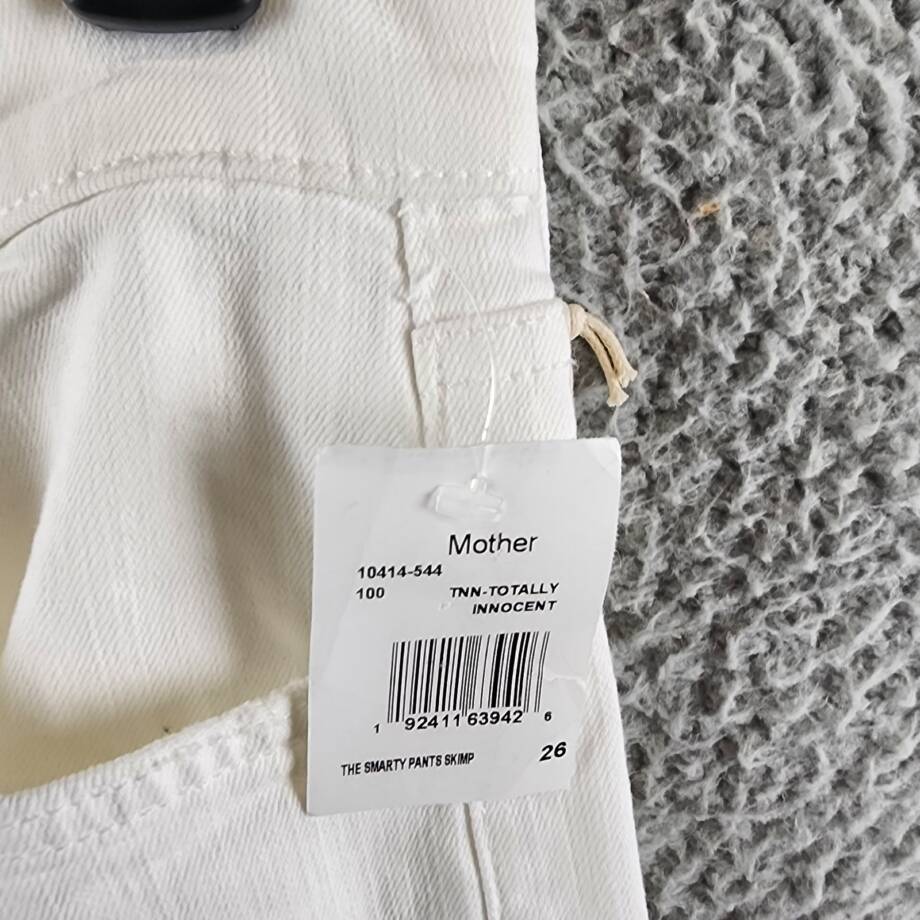 Mother
10414-544
100 TNN-TOTALLY
INNOCENT
1 92411 63942 6
THE SMARTY PANTS SKIMP 26